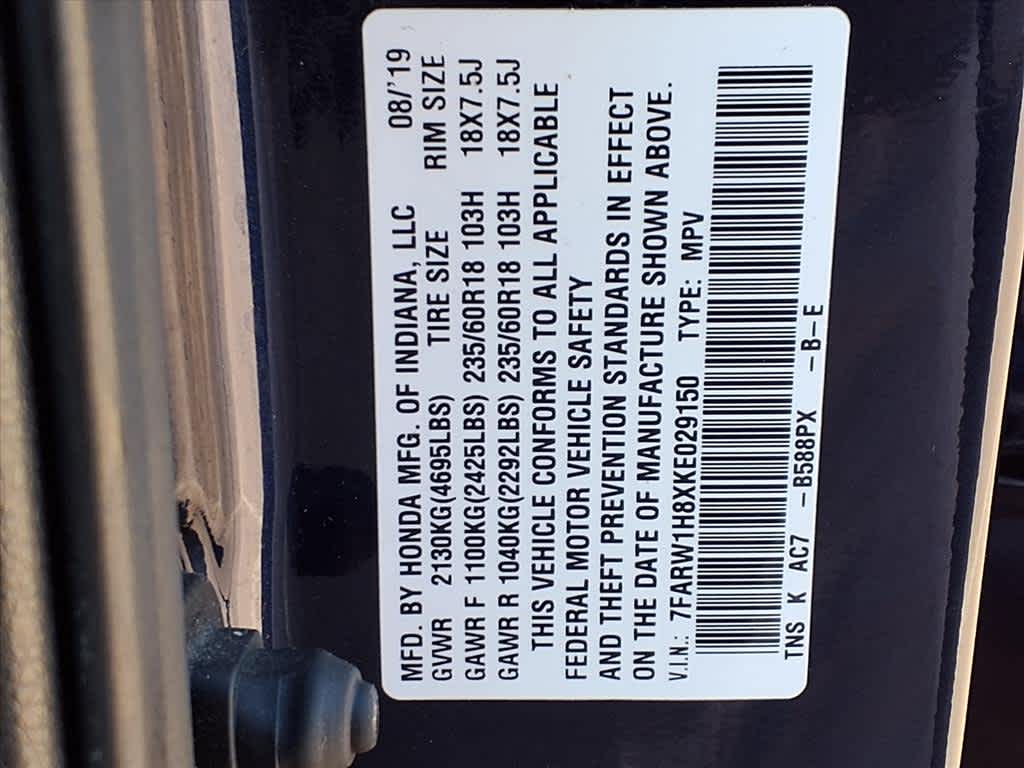 MFD. BY HONDA MFG. OF INDIANA, LLC 08/'19
GVWR 2130KG(4695LBS) TIRE SIZE RIM SIZE
GAWR F 1100KG(2425LBS) 235/60R18 103H 18X7.5J
GAWR R 1040KG(2292LBS) 235/60R18 103H 18X7.5J
THIS VEHICLE CONFORMS TO ALL APPLICABLE
FEDERAL MOTOR VEHICLE SAFETY
AND THEFT PREVENTION STANDARDS IN EFFECT
ON THE DATE OF MANUFACTURE SHOWN ABOVE.
V.I.N.: 7FARW1H8XKE029150 TYPE: MPV
TNS K AC7 -B588PX -B-E